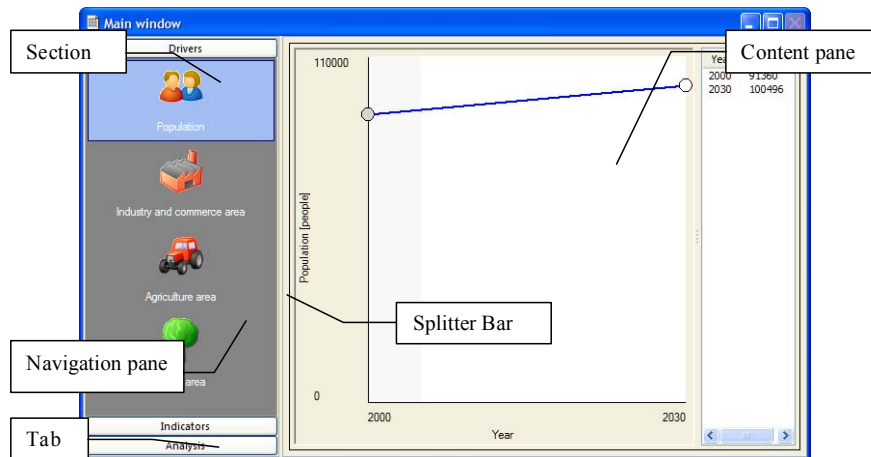 Main window
Section
Drivers
Content pane
110000
Population
Year
2000 91360
2030 100496
Industry and commerce area
Population [people]
Agriculture area
Splitter Bar
Navigation pane
area
0
2000
2030
Year
Indicators
Tab
Analysis